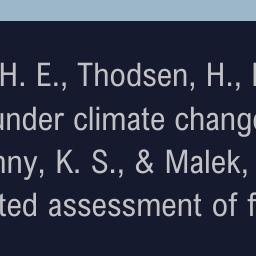 H. E., Thodsen, H.,
under climate change
nny, K. S., & Malek,
ted assessment of f